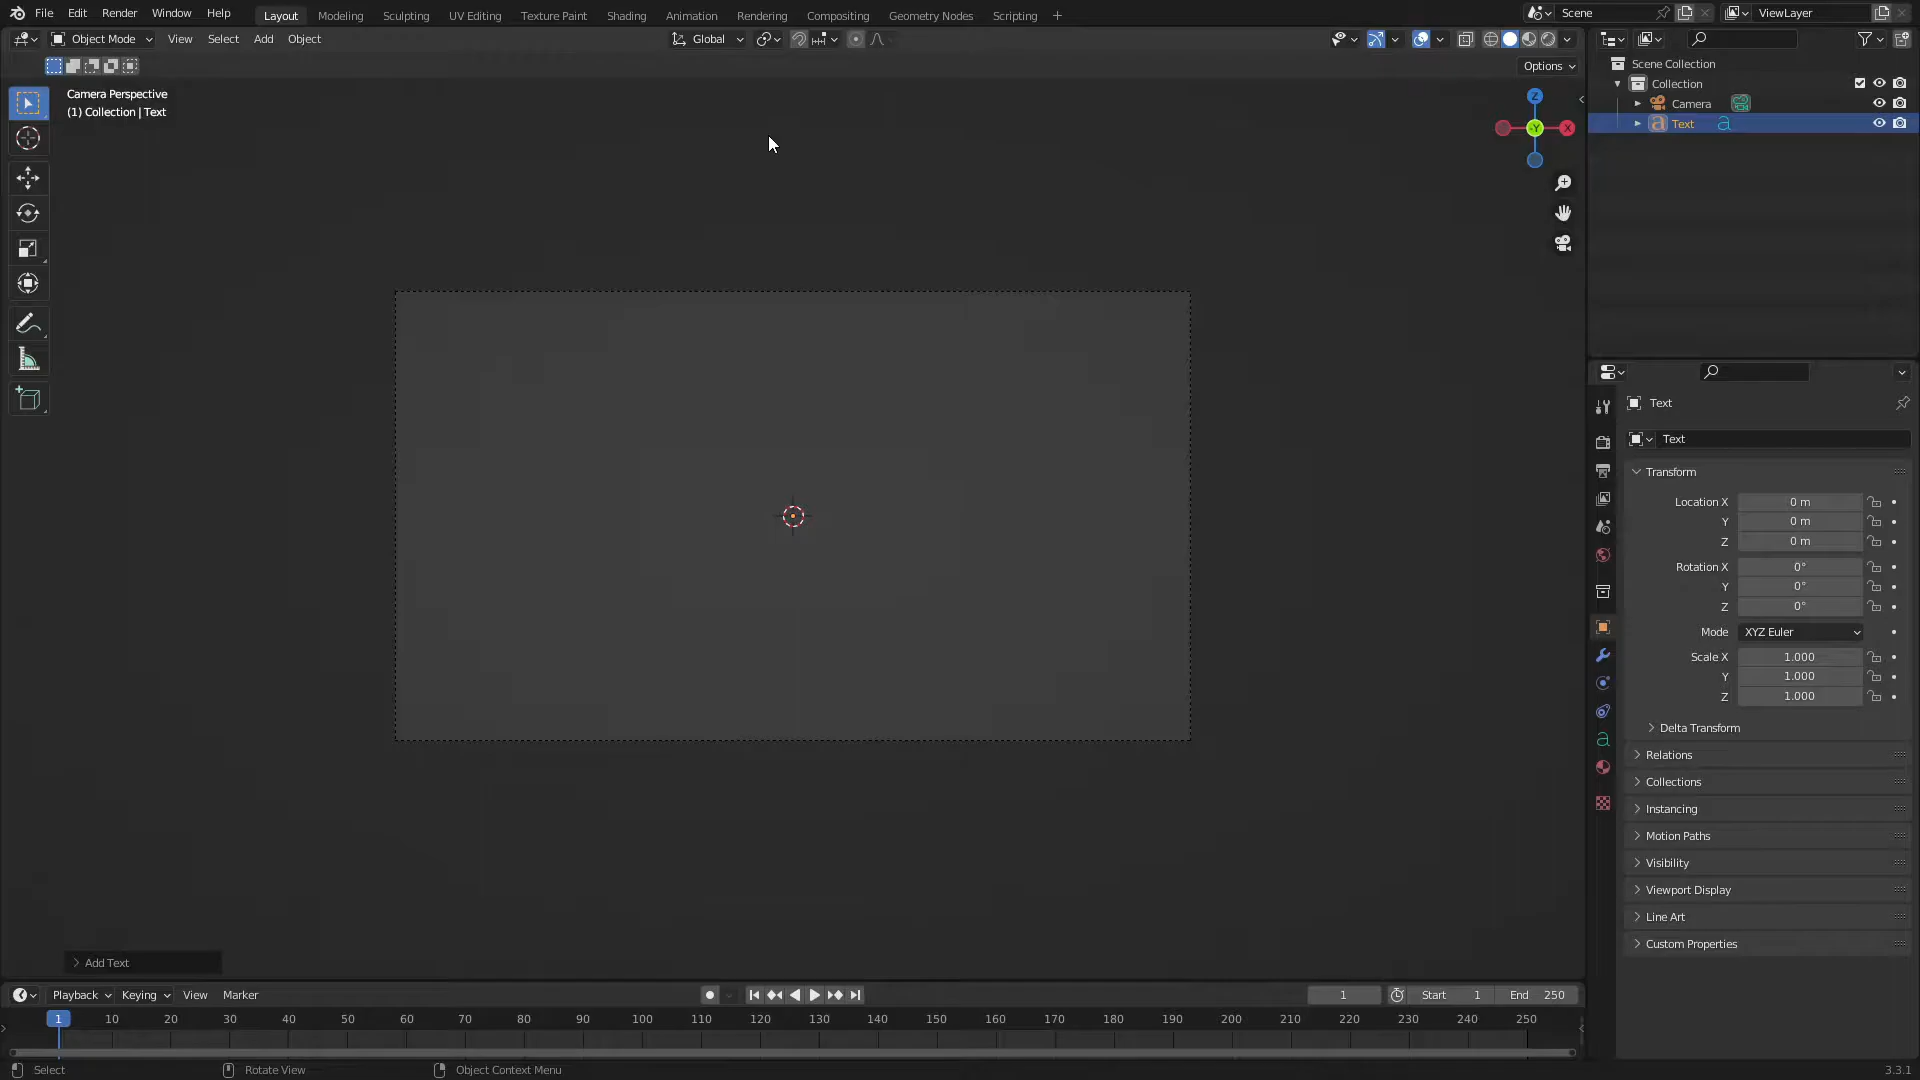 File Edit Render Window Help Layout Modeling Sculpting UV Editing Texture Paint Shading Animation Rendering Compositing Geometry Nodes Scripting + Scene ViewLayer
Object Mode View Select Add Object Global
Options
Camera Perspective
(1) Collection | Text
Z
-Y
X
Scene Collection
Collection
Camera
Text
Text
Text
Transform
Location X 0 m
Y 0 m
Z 0 m
Rotation X 0°
Y 0°
Z 0°
Mode XYZ Euler
Scale X 1.000
Y 1.000
Z 1.000
Delta Transform
Relations
Collections
Instancing
Motion Paths
Visibility
Viewport Display
Line Art
Custom Properties
Add Text
Playback Keying View Marker 1 Start 1 End 250
1 10 20 30 40 50 60 70 80 90 100 110 120 130 140 150 160 170 180 190 200 210 220 230 240 250
Select Rotate View Object Context Menu 3.3.1